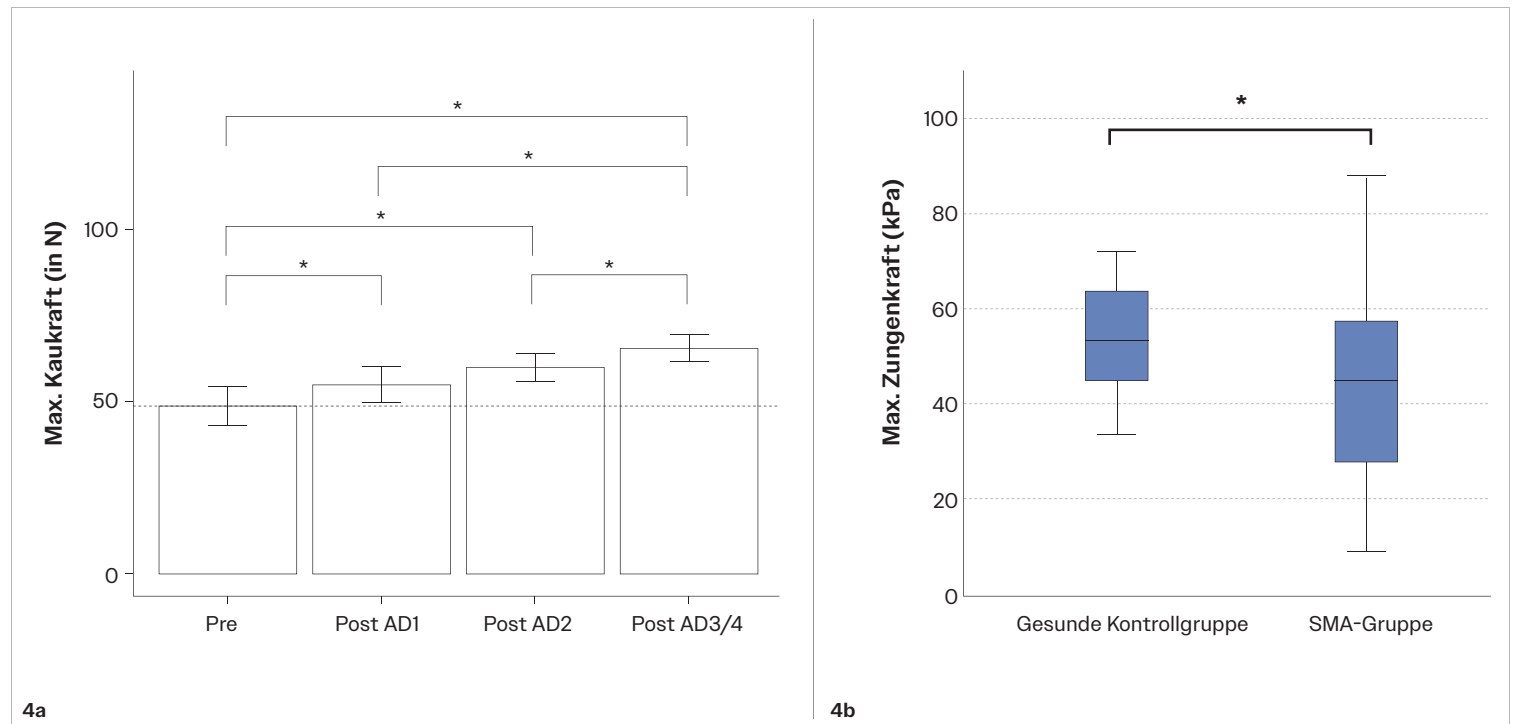 *
*
*
*
*
Max. Kaukraft (in N)
100
50
0
Pre
Post AD1
Post AD2
Post AD3/4
4a
*
Max. Zungenkraft (kPa)
100
80
60
40
20
0
Gesunde Kontrollgruppe
SMA-Gruppe
4b